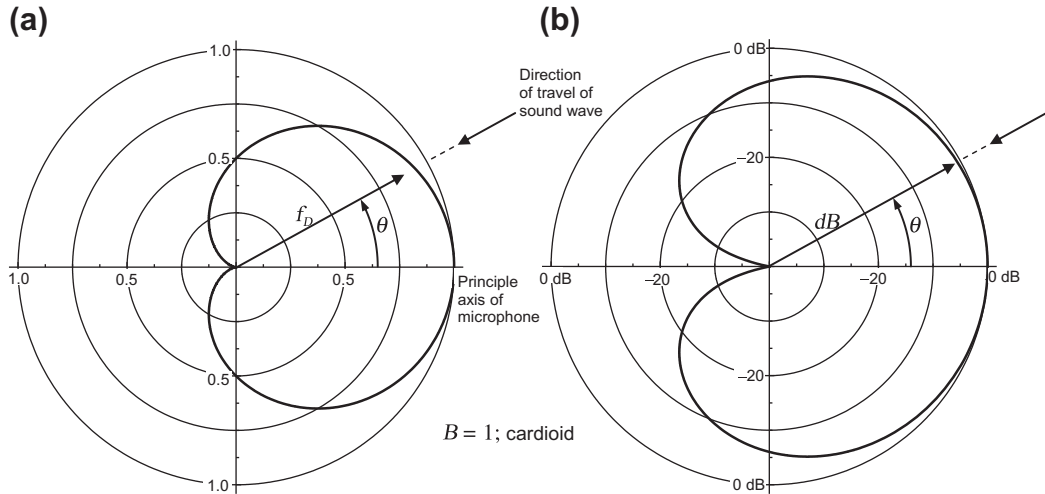 (a)
(b)
1.0
0 dB
Direction
of travel of
sound wave
0.5
–20
f_D
θ
dB
θ
1.0
0.5
0.5
Principle
axis of
microphone
0 dB
–20
–20
0 dB
0.5
–20
B = 1; cardioid
1.0
0 dB